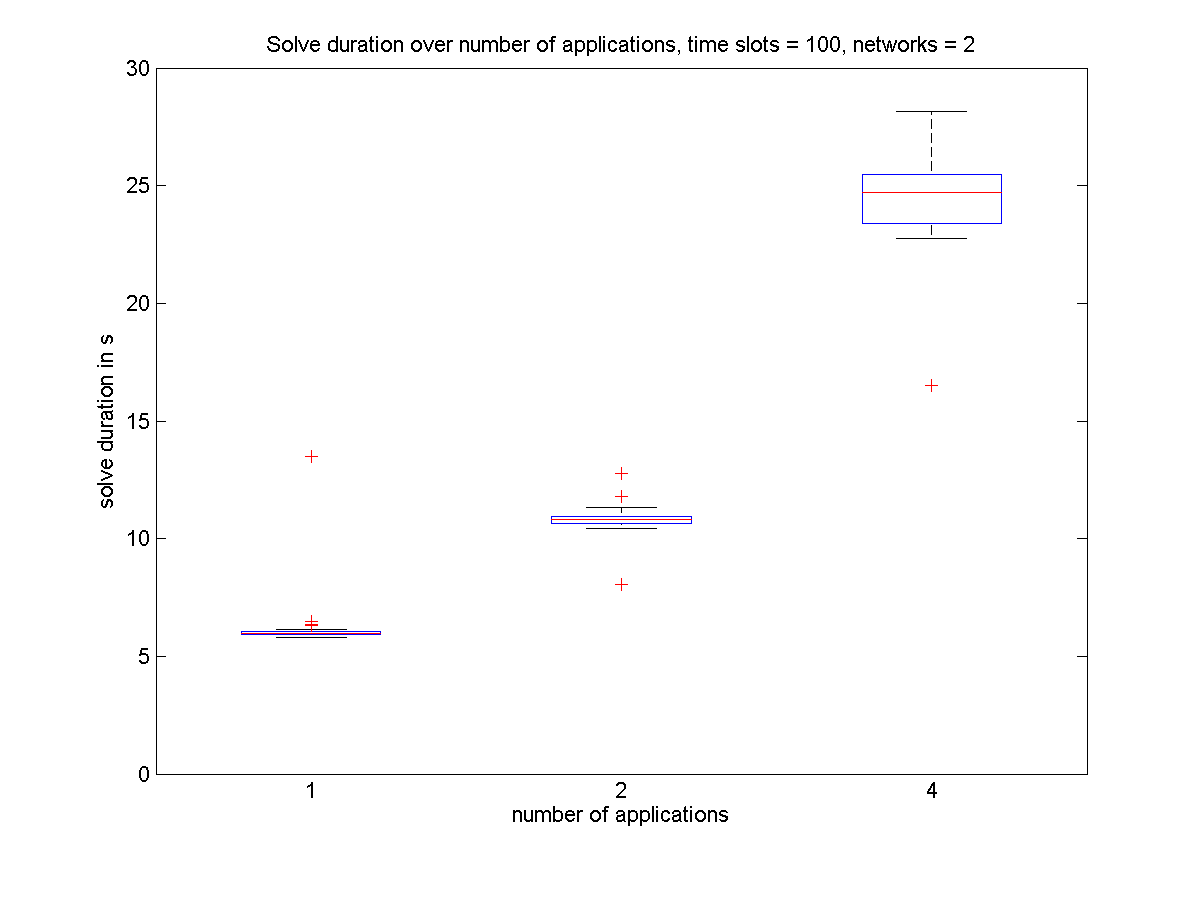 Solve duration over number of applications, time slots = 100, networks = 2
30
25
20
15
10
5
0
solve duration in s
1 2 4
number of applications